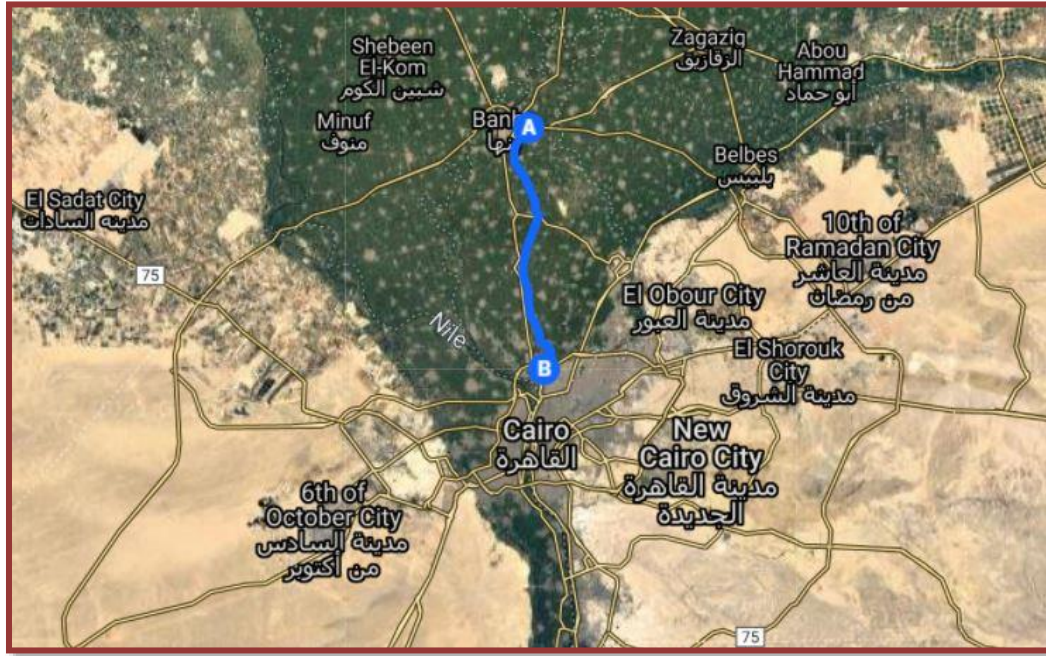 Shebeen
El-Kom
شبين الكوم
Zagaziq
الزقازيق
Abou
Hammad
أبو حماد
Minuf
منوف
A
Belbes
بلبيس
El Sadat City
مدينة السادات
75
10th of
Ramadan City
مدينة العاشر
من رمضان
El Obour City
مدينة العبور
Nile
El Shorouk
City
مدينة الشروق
B
Cairo
القاهرة
New
Cairo City
مدينة القاهرة
الجديدة
6th of
October City
مدينة السادس
من أكتوبر
75